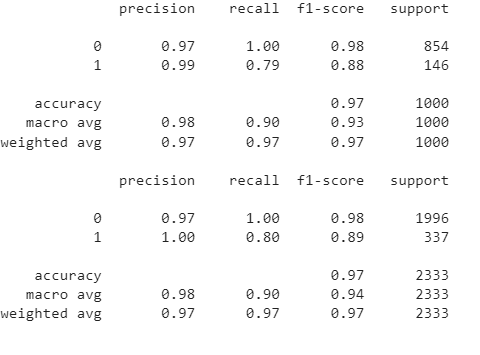 precision recall f1-score support
0 0.97 1.00 0.98 854
1 0.99 0.79 0.88 146
accuracy 0.97 1000
macro avg 0.98 0.90 0.93 1000
weighted avg 0.97 0.97 0.97 1000
precision recall f1-score support
0 0.97 1.00 0.98 1996
1 1.00 0.80 0.89 337
accuracy 0.97 2333
macro avg 0.98 0.90 0.94 2333
weighted avg 0.97 0.97 0.97 2333